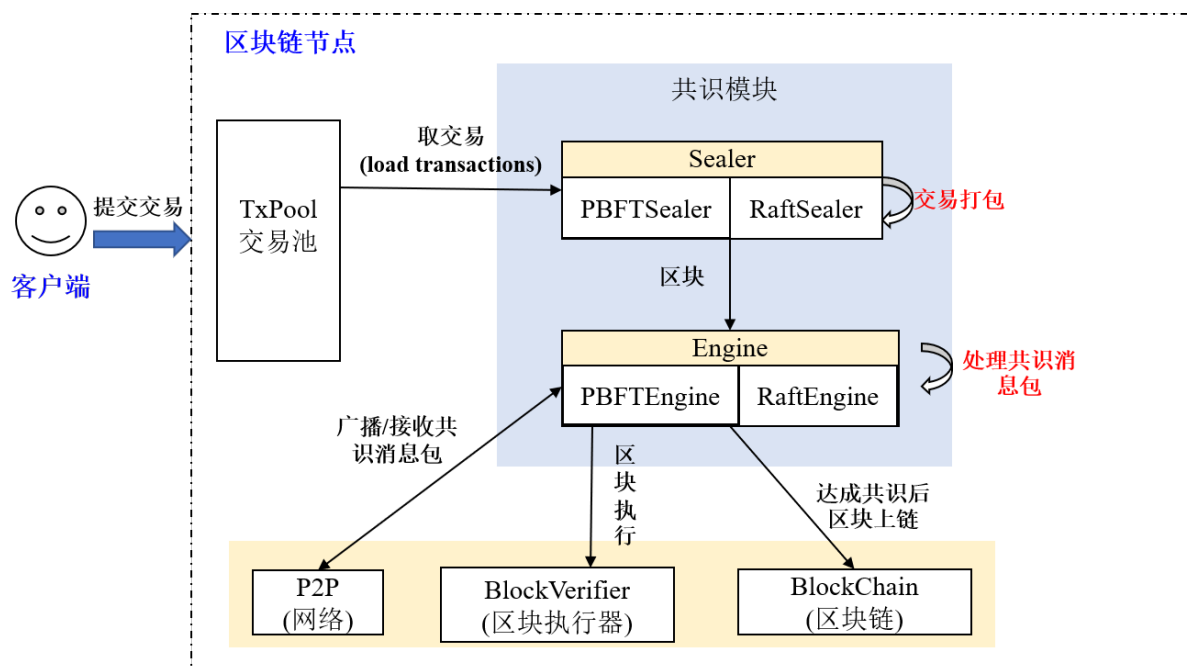 区块链节点
共识模块
取交易
(load transactions)
Sealer
PBFTSealer
RaftSealer
交易打包
TxPool
交易池
提交交易
客户端
区块
Engine
PBFTEngine
RaftEngine
处理共识消
息包
广播/接收共
识消息包
区
块
执
行
达成共识后
区块上链
P2P
(网络)
BlockVerifier
(区块执行器)
BlockChain
(区块链)